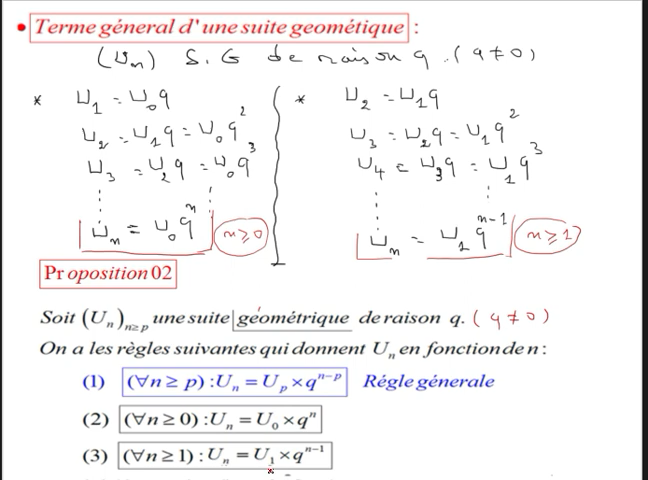 • Terme géneral d' une suite geométique :
(Un) S.G de raison q. (q≠0)
* U₁ = U₀q
U₂ = U₁q = U₀q²
U₃ = U₂q = U₀q³
⋮ ⋮
Un = U₀qⁿ n≥0
* U₂ = U₁q
U₃ = U₂q = U₁q²
U₄ = U₃q = U₁q³
⋮ ⋮
Un = U₁qⁿ⁻¹ n≥1
Pr oposition 02
Soit (Un)n≥p une suite géométrique de raison q. (q≠0)
On a les règles suivantes qui donnent Un en fonction de n :
(1) (∀n ≥ p) : Un = Up × qⁿ⁻ᵖ Régle génerale
(2) (∀n ≥ 0) : Un = U₀ × qⁿ
(3) (∀n ≥ 1) : Un = U₁ × qⁿ⁻¹